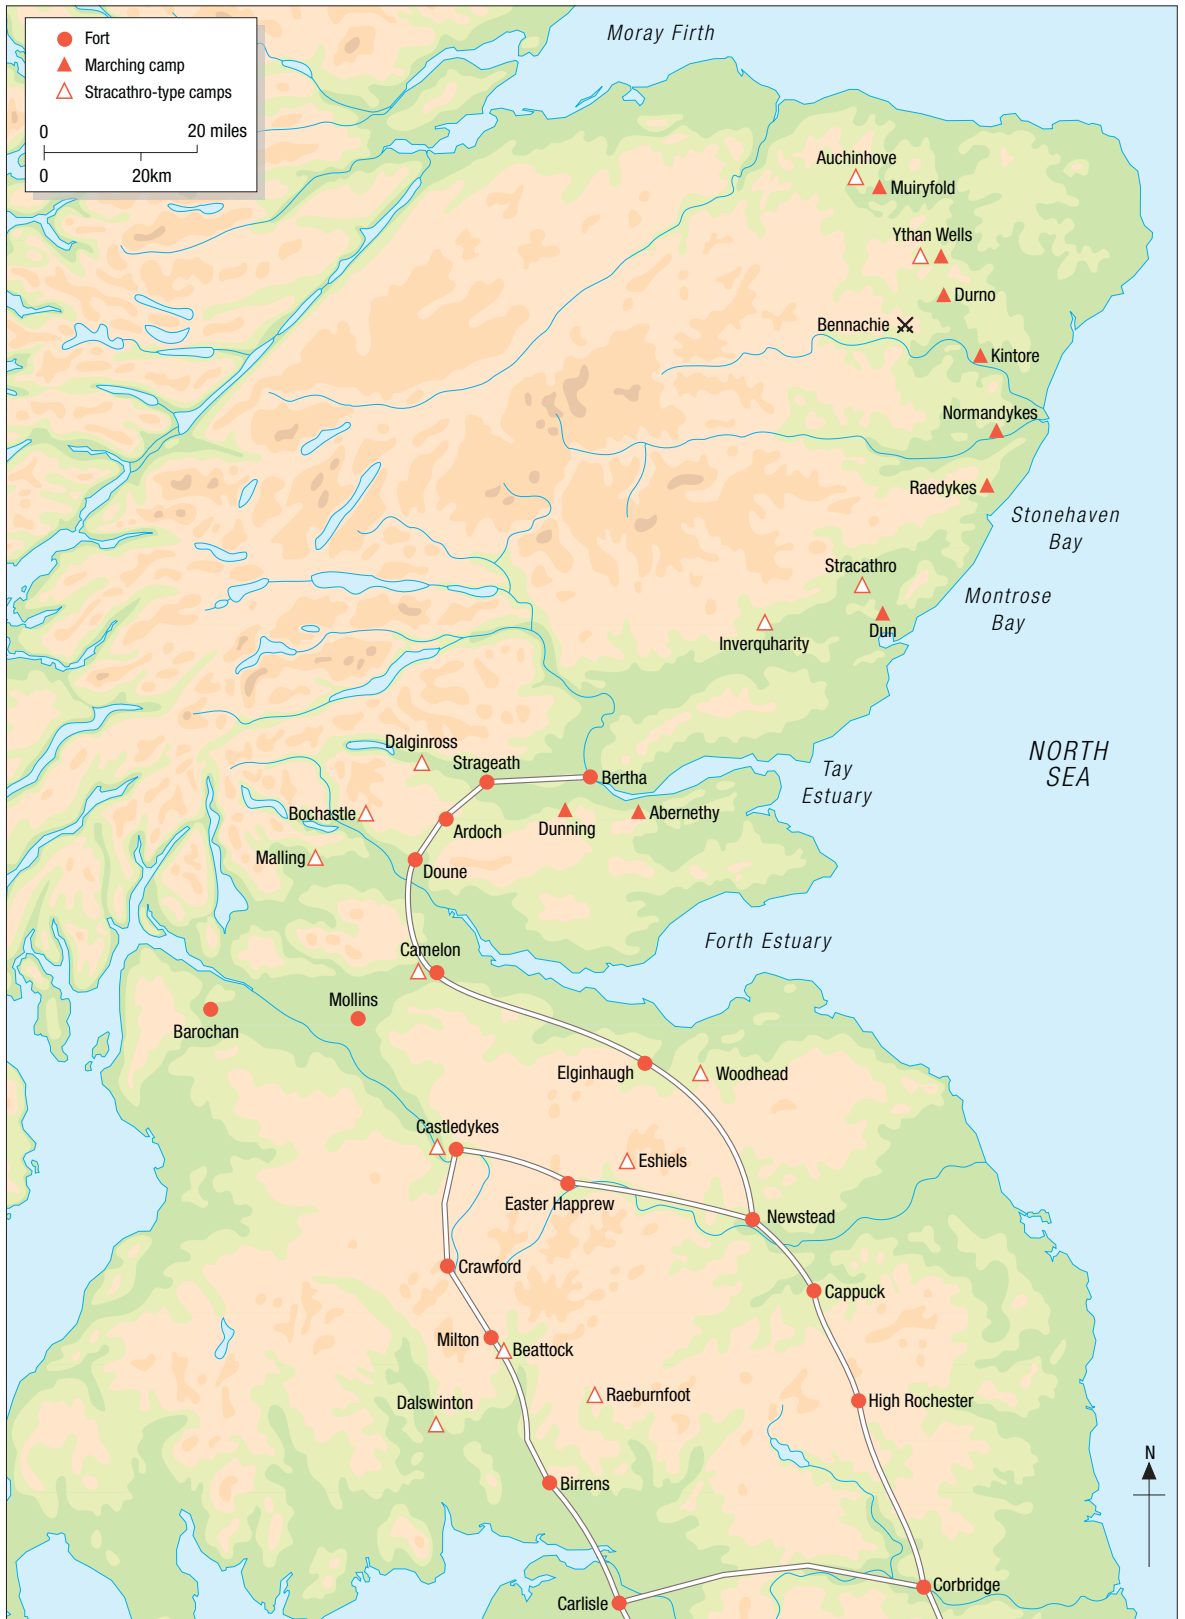 Moray Firth
Fort
Marching camp
Stracathro-type camps
0 20 miles
0 20km
Auchinhove
Muiryfold
Ythan Wells
Durno
Bennachie
Kintore
Normandykes
Raedykes
Stonehaven
Bay
Stracathro
Montrose
Bay
Dun
Inverquharity
NORTH
SEA
Dalginross
Strageath
Bertha
Tay
Estuary
Bochastle
Ardoch
Dunning
Abernethy
Malling
Doune
Forth Estuary
Camelon
Mollins
Barochan
Elginhaugh
Woodhead
Castledykes
Eshiels
Easter Happrew
Newstead
Crawford
Cappuck
Milton
Beattock
Raeburnfoot
Dalswinton
High Rochester
N
Birrens
Corbridge
Carlisle